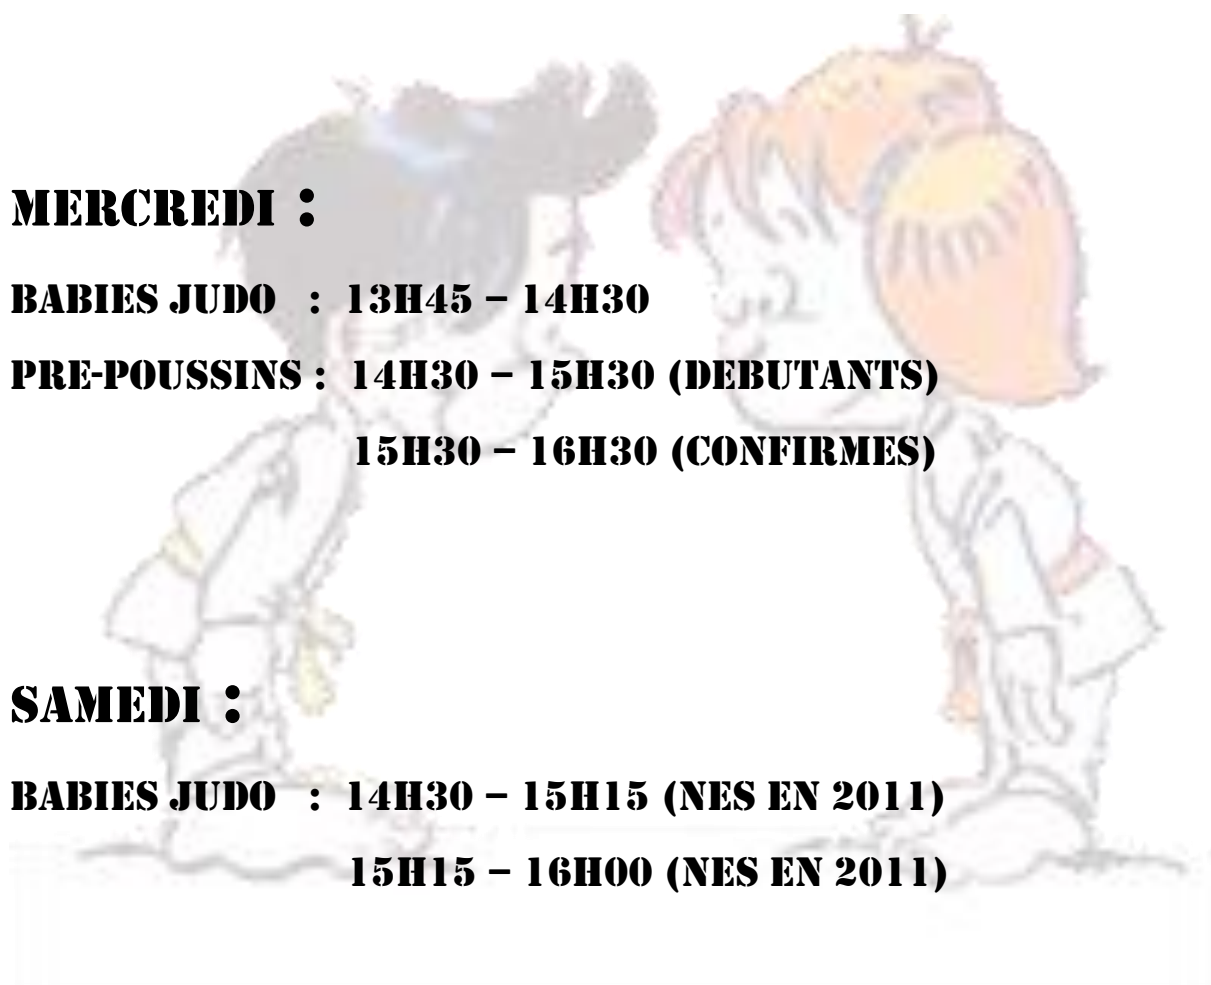 MERCREDI :
BABIES JUDO : 13H45 – 14H30
PRE-POUSSINS : 14H30 – 15H30 (DEBUTANTS)
15H30 – 16H30 (CONFIRMES)
SAMEDI :
BABIES JUDO : 14H30 – 15H15 (NES EN 2011)
15H15 – 16H00 (NES EN 2011)